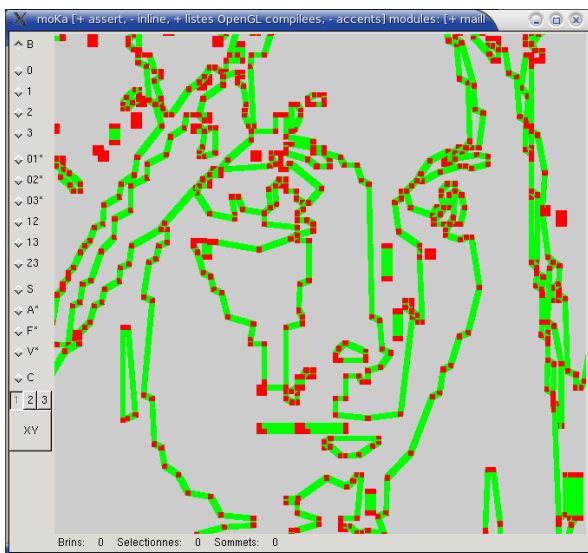 moKa [+ assert, - inline, + listes OpenGL compilees, - accents] modules: [+ maill
B
0
1
2
3
01*
02*
03*
12
13
23
S
A*
F*
V*
C
1 2 3
XY
Brins: 0 Selectionnes: 0 Sommets: 0